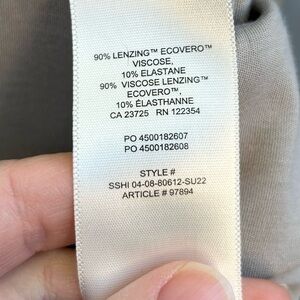 90% LENZING™ ECOVERO™
VISCOSE,
10% ELASTANE
90% VISCOSE LENZING™
ECOVERO™,
10% ÉLASTHANNE
CA 23725 RN 122354
PO 4500182607
PO 4500182608
STYLE #
SSHI 04-08-80612-SU22
ARTICLE # 97894